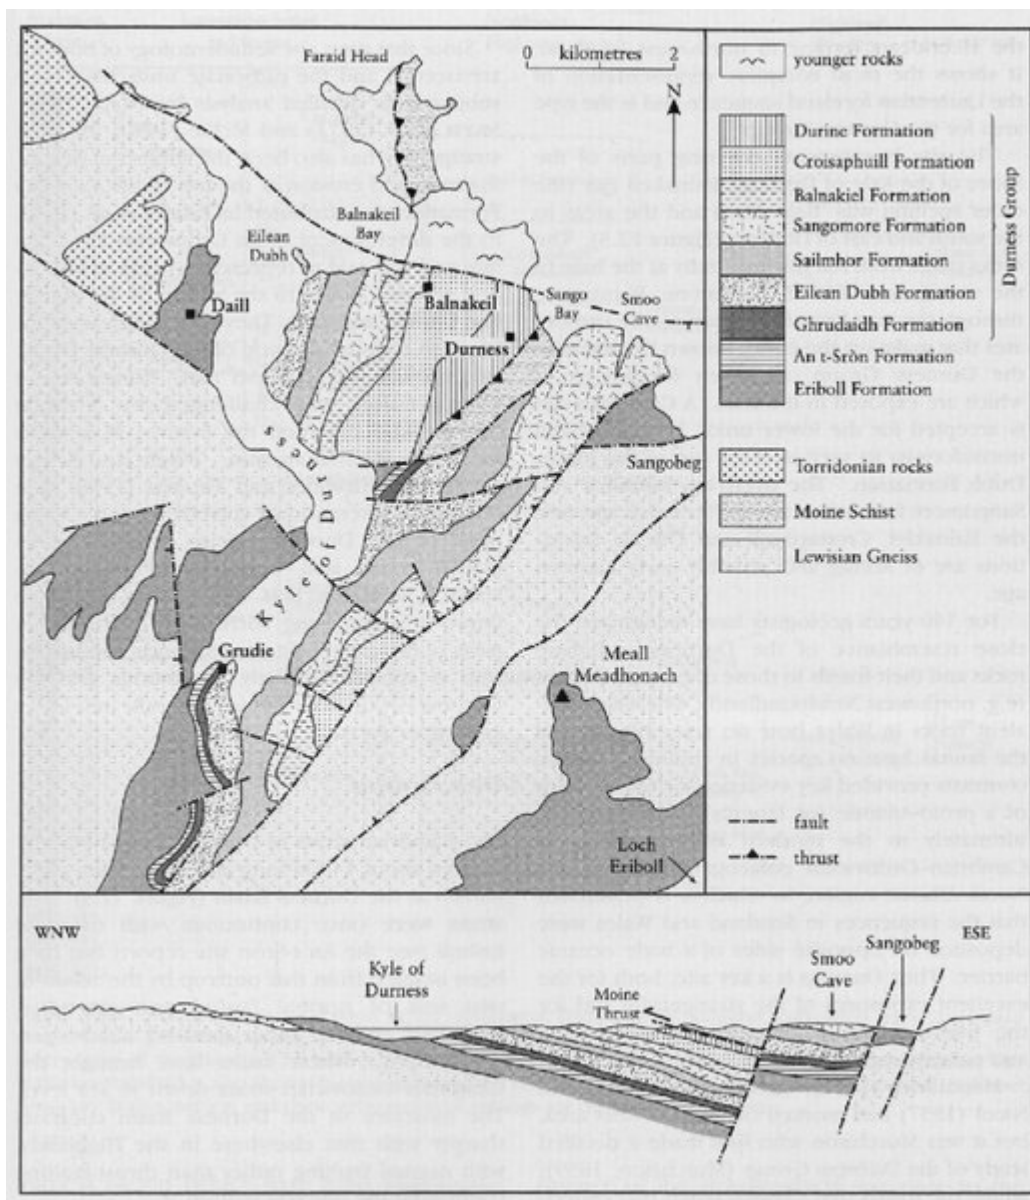 Faraid Head
0 kilometres 2
N
Balnakeil
Bay
Eilean
Dubh
Balnakeil
Sango
Bay
Smoo
Cave
Daill
Durness
Sangobeg
Kyle of Durness
Grudie
Meall
Meadhonach
Loch
Eriboll
younger rocks
Durine Formation
Croisaphuill Formation
Balnakiel Formation
Sangomore Formation
Sailmhor Formation
Eilean Dubh Formation
Ghrudaidh Formation
An t-Sròn Formation
Eriboll Formation
Durness Group
Torridonian rocks
Moine Schist
Lewisian Gneiss
fault
thrust
WNW
ESE
Kyle of
Durness
Moine
Thrust
Smoo
Cave
Sangobeg